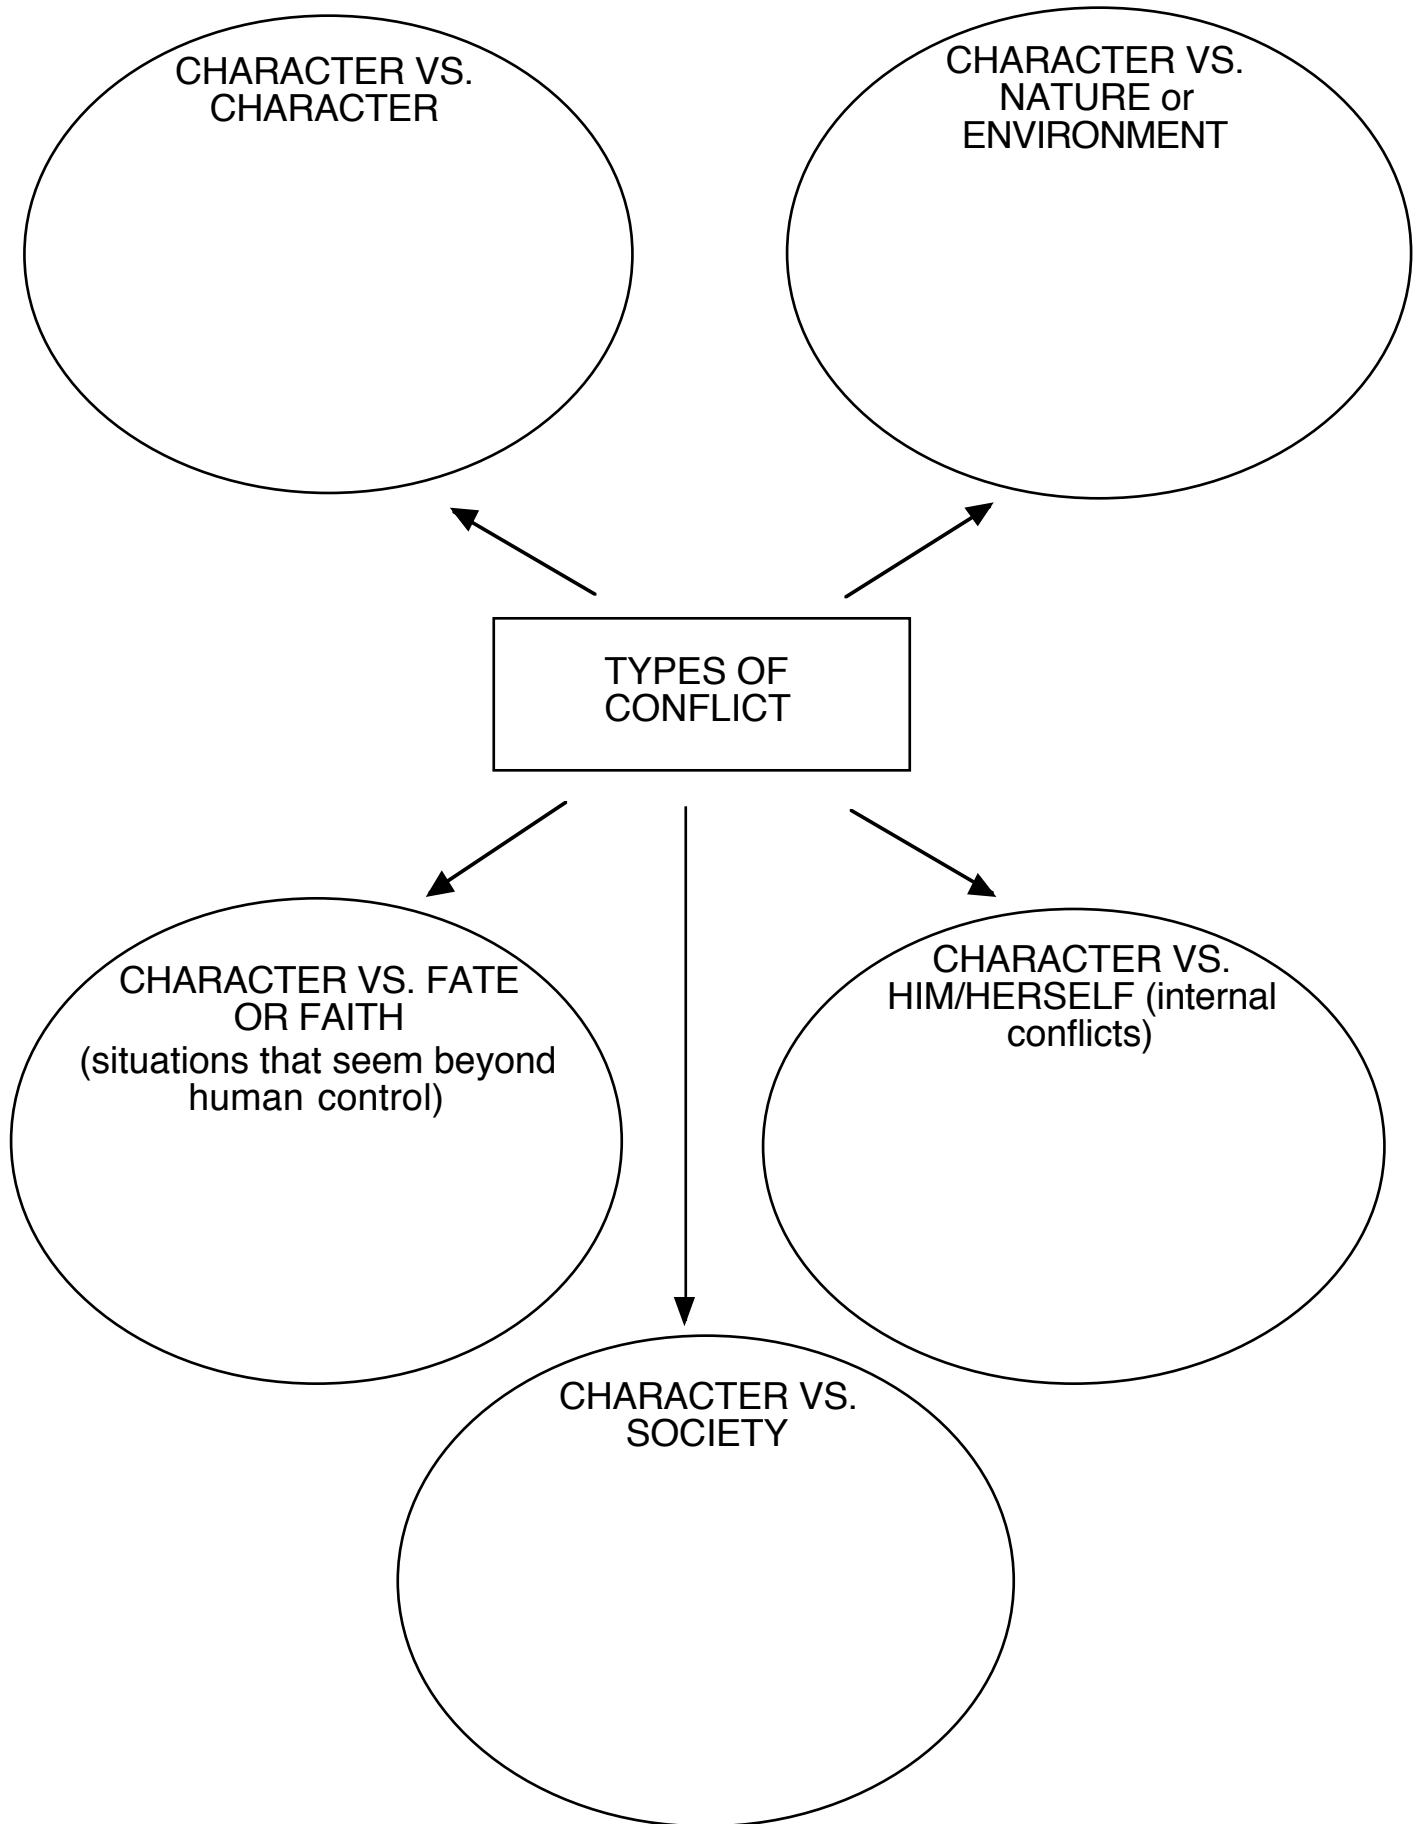 CHARACTER VS.
CHARACTER
CHARACTER VS.
NATURE or
ENVIRONMENT
TYPES OF
CONFLICT
CHARACTER VS. FATE
OR FAITH
(situations that seem beyond
human control)
CHARACTER VS.
HIM/HERSELF (internal
conflicts)
CHARACTER VS.
SOCIETY